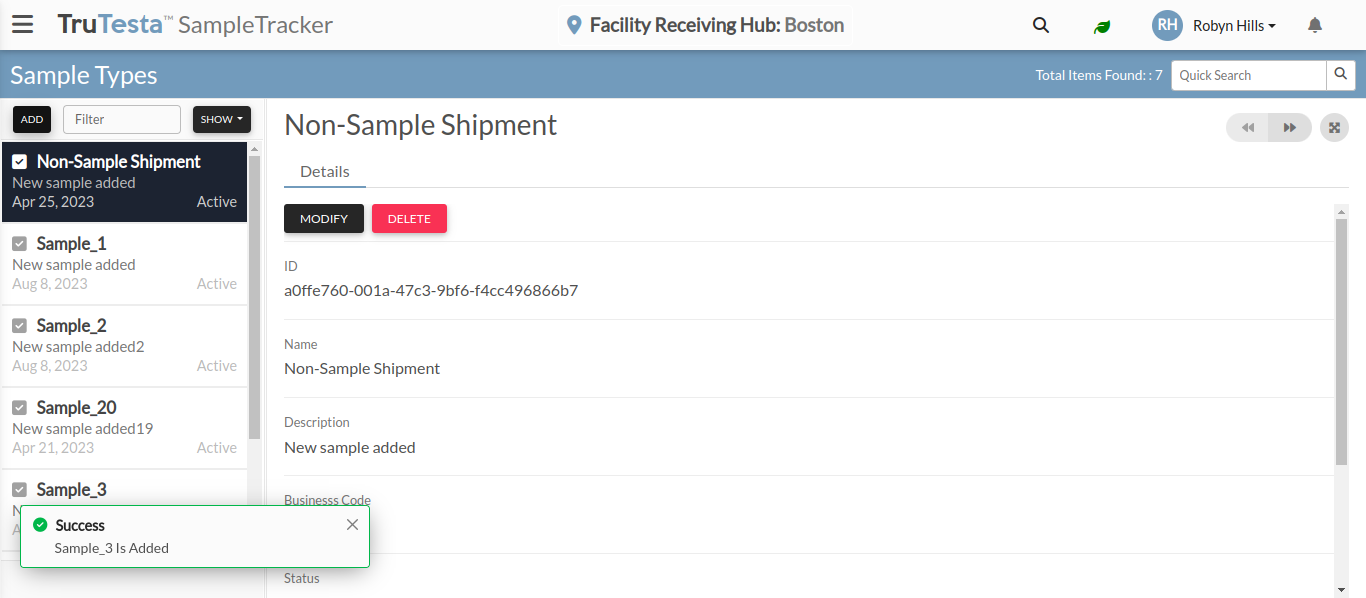 TruTesta™ SampleTracker
Facility Receiving Hub: Boston
RH Robyn Hills
Sample Types
Total Items Found: : 7
Quick Search
ADD
Filter
SHOW
Non-Sample Shipment
New sample added
Apr 25, 2023 Active
Sample_1
New sample added
Aug 8, 2023 Active
Sample_2
New sample added2
Aug 8, 2023 Active
Sample_20
New sample added19
Apr 21, 2023 Active
Sample_3
Success
Sample_3 Is Added
Non-Sample Shipment
Details
MODIFY DELETE
ID
a0ffe760-001a-47c3-9bf6-f4cc496866b7
Name
Non-Sample Shipment
Description
New sample added
Businesss Code
Status